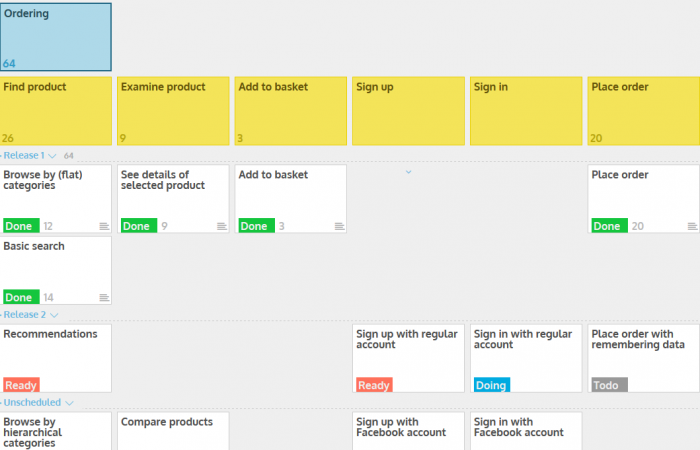 Ordering
64
Find product
26
Examine product
9
Add to basket
3
Sign up
Sign in
Place order
20
Release 1 64
Browse by (flat)
categories
Done 12
See details of
selected product
Done 9
Add to basket
Done 3
Place order
Done 20
Basic search
Done 14
Release 2
Recommendations
Ready
Sign up with regular
account
Ready
Sign in with regular
account
Doing
Place order with
remembering data
Todo
Unscheduled
Browse by
hierarchical
categories
Compare products
Sign up with
Facebook account
Sign in with
Facebook account